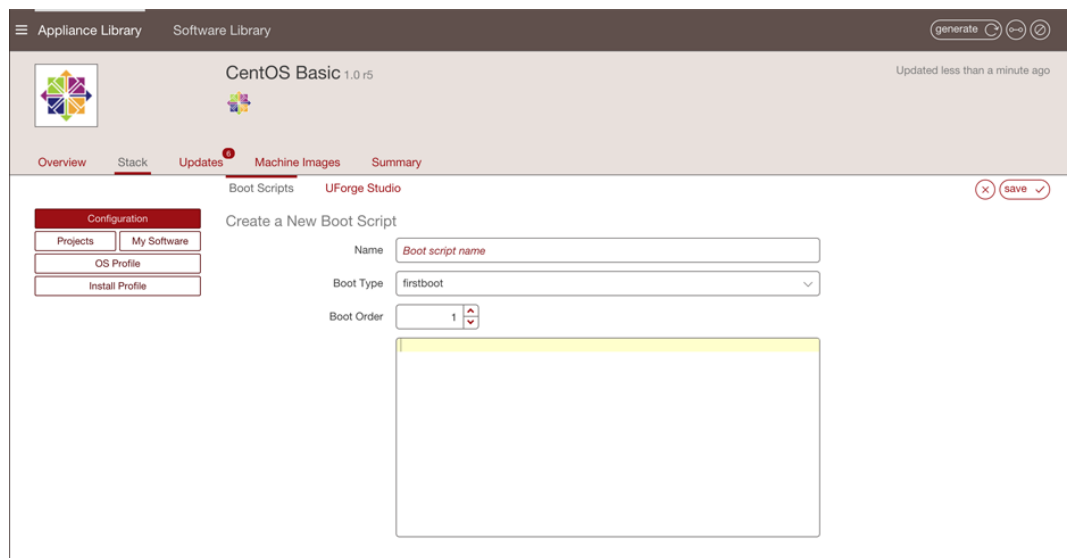 Appliance Library Software Library generate
CentOS Basic 1.0 r5 Updated less than a minute ago
Overview Stack Updates 6 Machine Images Summary
Boot Scripts UForge Studio save
Configuration
Projects My Software
OS Profile
Install Profile
Create a New Boot Script
Name Boot script name
Boot Type firstboot
Boot Order 1